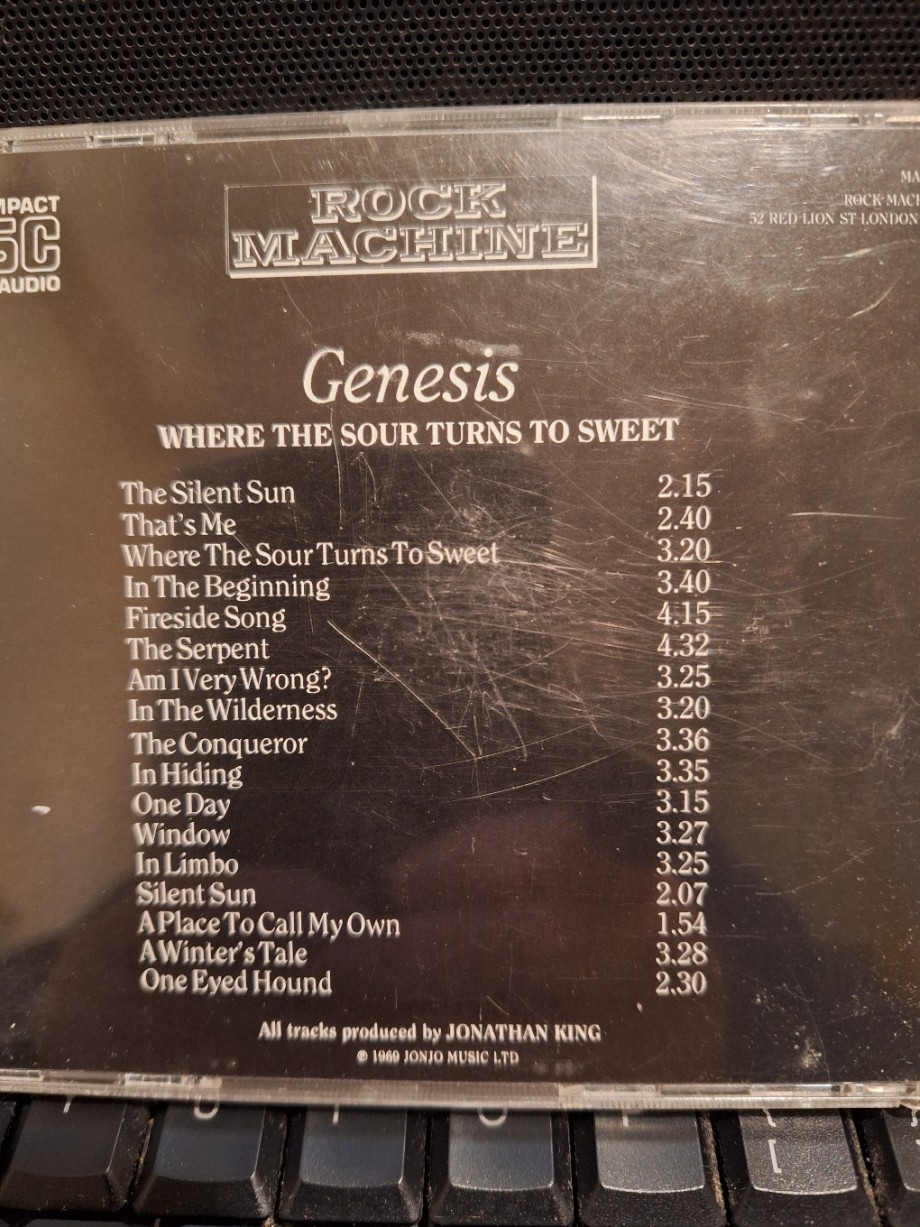 ROCK
MACHINE
ROCK
52 RED LION ST LONDON
AUDIO
Genesis
WHERE THE SOUR TURNS TO SWEET
The Silent Sun 2.15
That's Me 2.40
Where The Sour Turns To Sweet 3.20
In The Beginning 3.40
Fireside Song 4.15
The Serpent 4.32
Am I Very Wrong? 3.25
In The Wilderness 3.20
The Conqueror 3.36
In Hiding 3.35
One Day 3.15
Window 3.27
In Limbo 3.25
Silent Sun 2.07
A Place To Call My Own 1.54
A Winter's Tale 3.28
One Eyed Hound 2.30
All tracks produced by JONATHAN KING
℗ 1969 JONJO MUSIC LTD